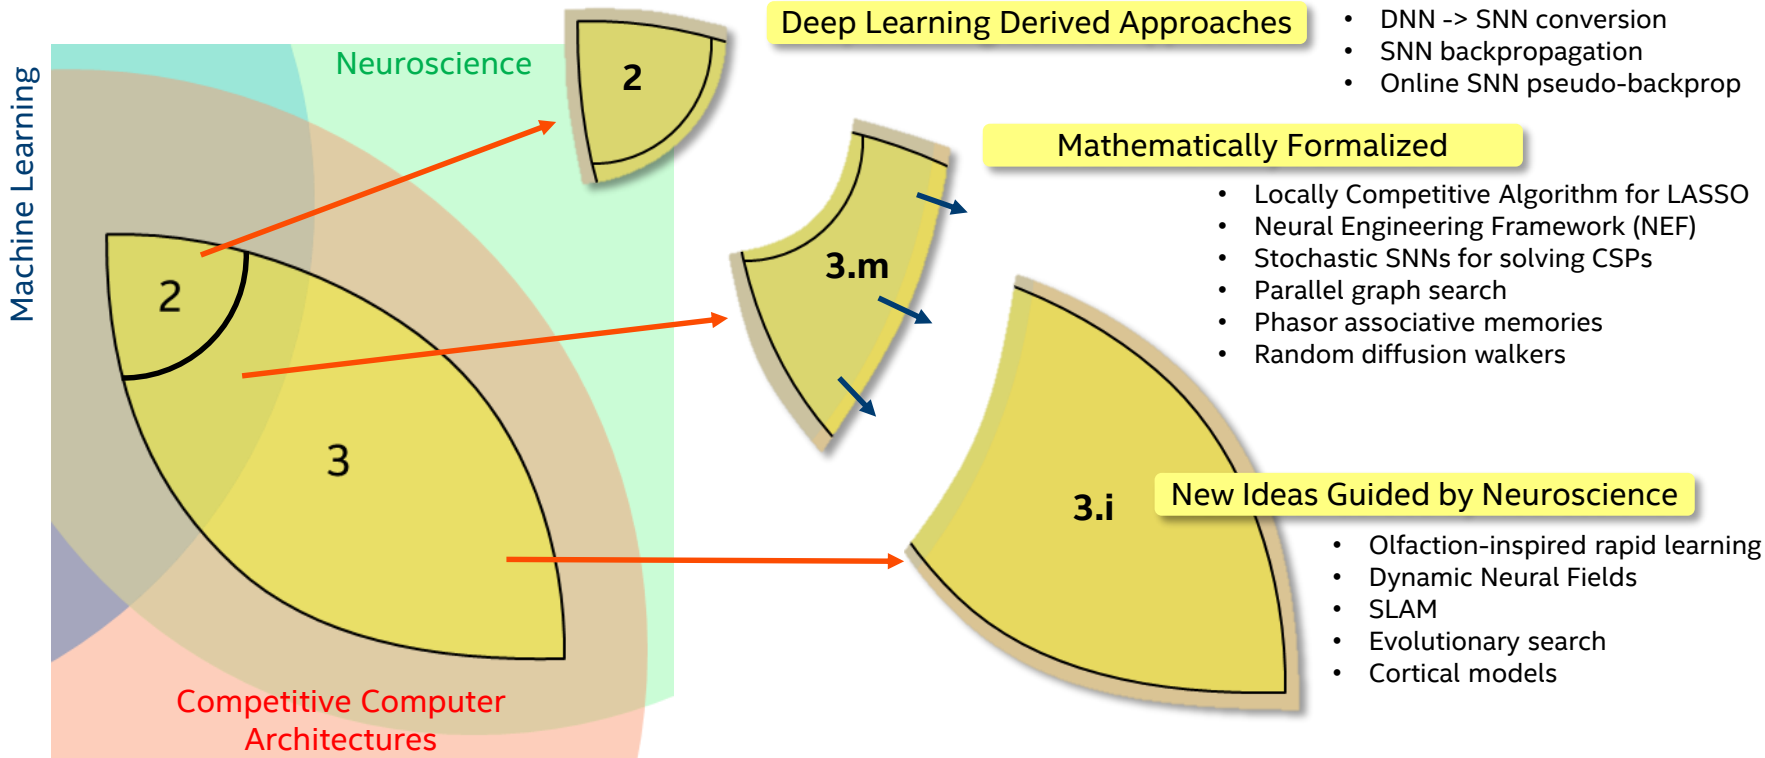 Machine Learning
Neuroscience
2
3
Competitive Computer
Architectures
2
Deep Learning Derived Approaches
• DNN -> SNN conversion
• SNN backpropagation
• Online SNN pseudo-backprop
3.m
Mathematically Formalized
• Locally Competitive Algorithm for LASSO
• Neural Engineering Framework (NEF)
• Stochastic SNNs for solving CSPs
• Parallel graph search
• Phasor associative memories
• Random diffusion walkers
3.i
New Ideas Guided by Neuroscience
• Olfaction-inspired rapid learning
• Dynamic Neural Fields
• SLAM
• Evolutionary search
• Cortical models